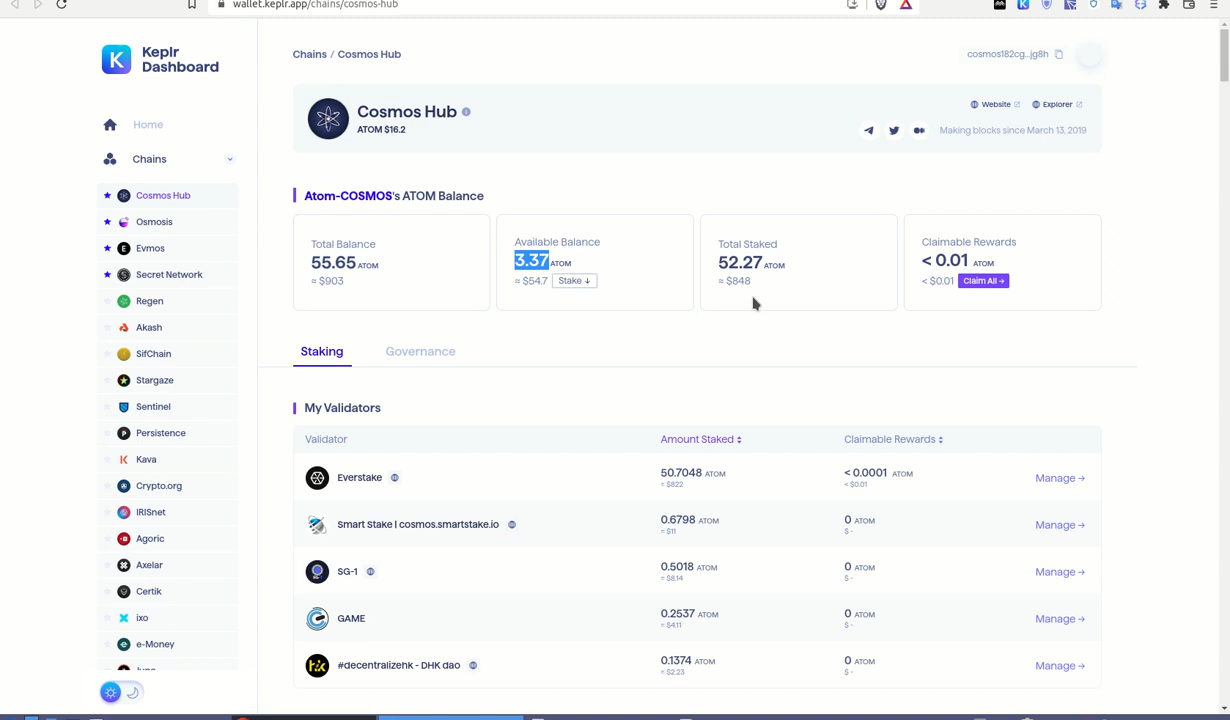 wallet.keplr.app/chains/cosmos-hub
Keplr
Dashboard
Chains / Cosmos Hub
cosmos182cg...jg8h
Home
Chains
Cosmos Hub
Osmosis
Evmos
Secret Network
Regen
Akash
SifChain
Stargaze
Sentinel
Persistence
Kava
Crypto.org
IRISnet
Agoric
Axelar
Certik
ixo
e-Money
Cosmos Hub
ATOM $16.2
Website
Explorer
Making blocks since March 13, 2019
Atom-COSMOS's ATOM Balance
Total Balance
55.65 ATOM
≈ $903
Available Balance
3.37 ATOM
≈ $54.7 Stake ↓
Total Staked
52.27 ATOM
≈ $848
Claimable Rewards
< 0.01 ATOM
< $0.01 Claim All →
Staking
Governance
My Validators
Validator Amount Staked Claimable Rewards
Everstake 50.7048 ATOM < 0.0001 ATOM Manage →
≈ $822 < $0.01
Smart Stake | cosmos.smartstake.io 0.6798 ATOM 0 ATOM Manage →
≈ $11 $ -
SG-1 0.5018 ATOM 0 ATOM Manage →
≈ $8.14 $ -
GAME 0.2537 ATOM 0 ATOM Manage →
≈ $4.11 $ -
#decentralizehk - DHK dao 0.1374 ATOM 0 ATOM Manage →
≈ $2.23 $ -